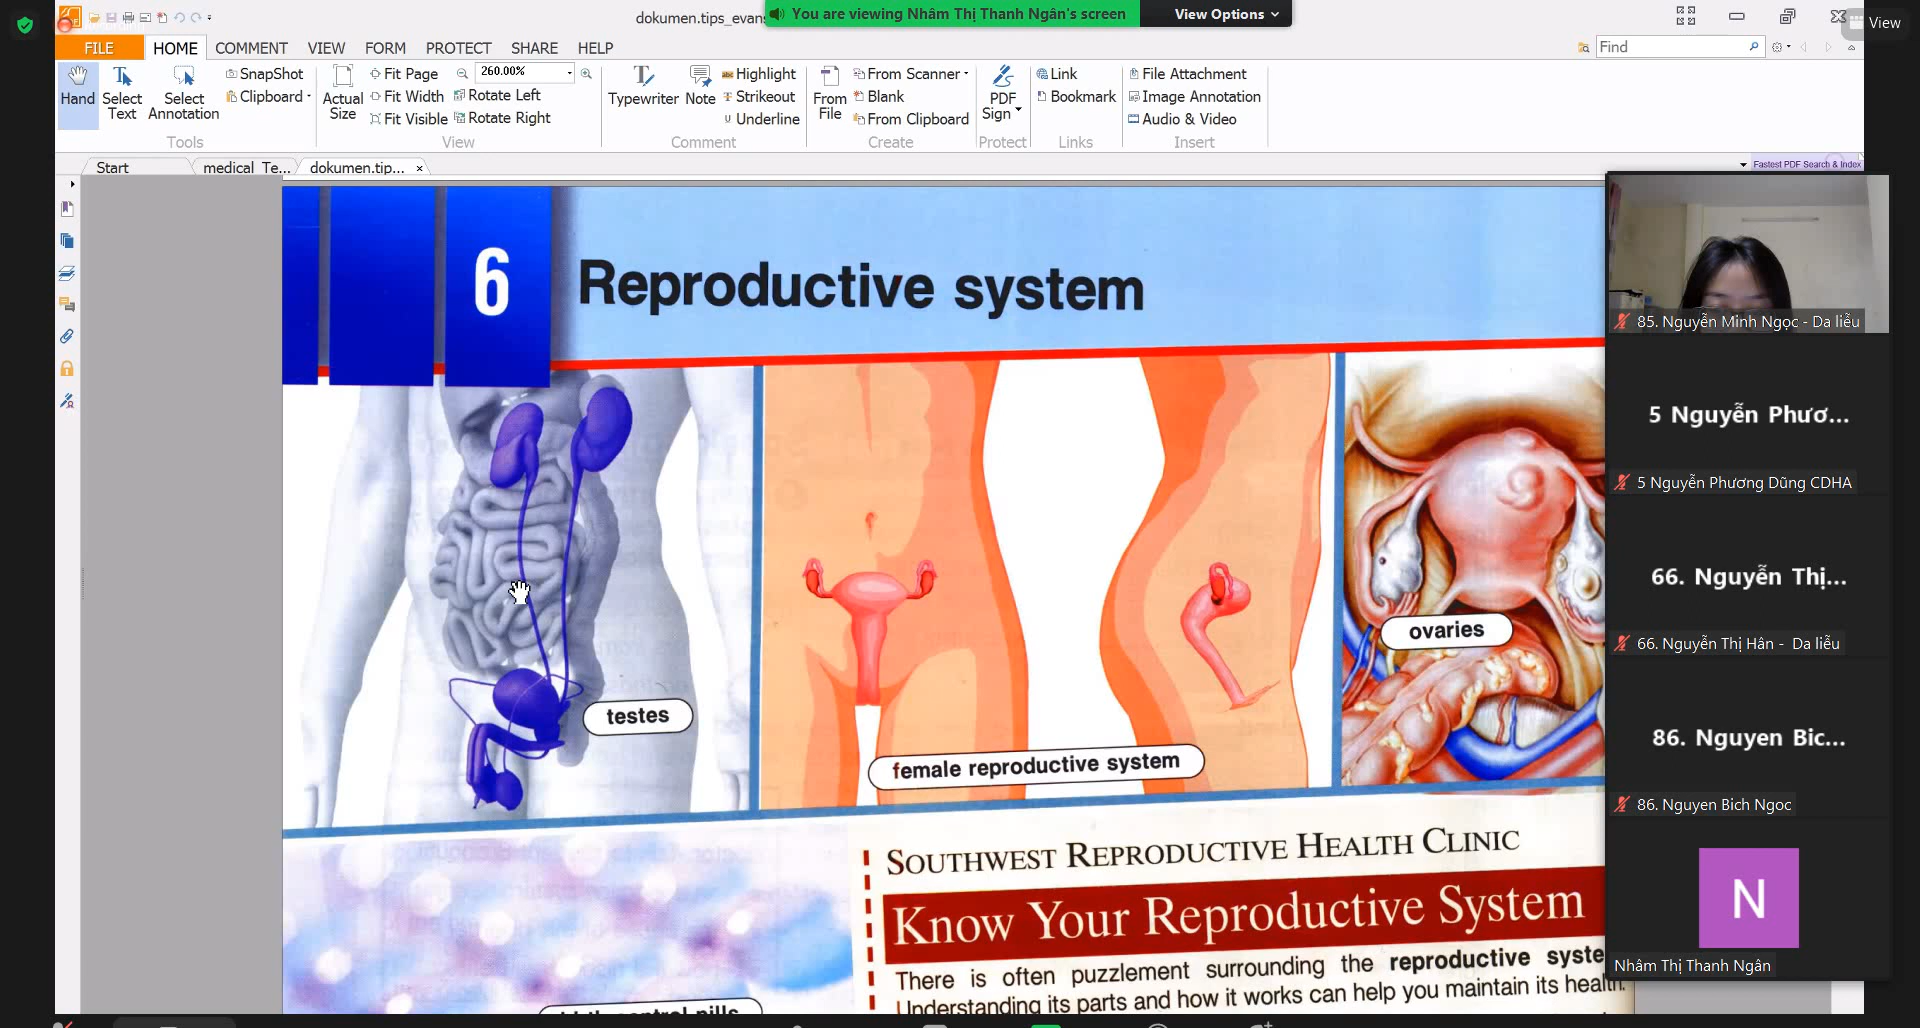 dokumen.tips_evans
You are viewing Nhâm Thị Thanh Ngân's screen
View Options
View
FILE HOME COMMENT VIEW FORM PROTECT SHARE HELP
Find
Hand
Select Text
Select Annotation
SnapShot
Clipboard
Tools
Actual Size
Fit Page
Fit Width
Fit Visible
260.00%
Rotate Left
Rotate Right
View
Typewriter
Note
Highlight
Strikeout
Underline
Comment
From File
From Scanner
Blank
From Clipboard
Create
PDF Sign
Protect
Link
Bookmark
Links
File Attachment
Image Annotation
Audio & Video
Insert
Start
medical_Te...
dokumen.tip...
Fastest PDF Search & Index
6 Reproductive system
testes
female reproductive system
ovaries
SOUTHWEST REPRODUCTIVE HEALTH CLINIC
Know Your Reproductive System
There is often puzzlement surrounding the reproductive syste
Understanding its parts and how it works can help you maintain its health.
birth control pills
85. Nguyễn Minh Ngọc - Da liễu
5 Nguyễn Phươ...
5 Nguyễn Phương Dũng CDHA
66. Nguyễn Thị...
66. Nguyễn Thị Hân - Da liễu
86. Nguyen Bic...
86. Nguyen Bich Ngoc
N
Nhâm Thị Thanh Ngân